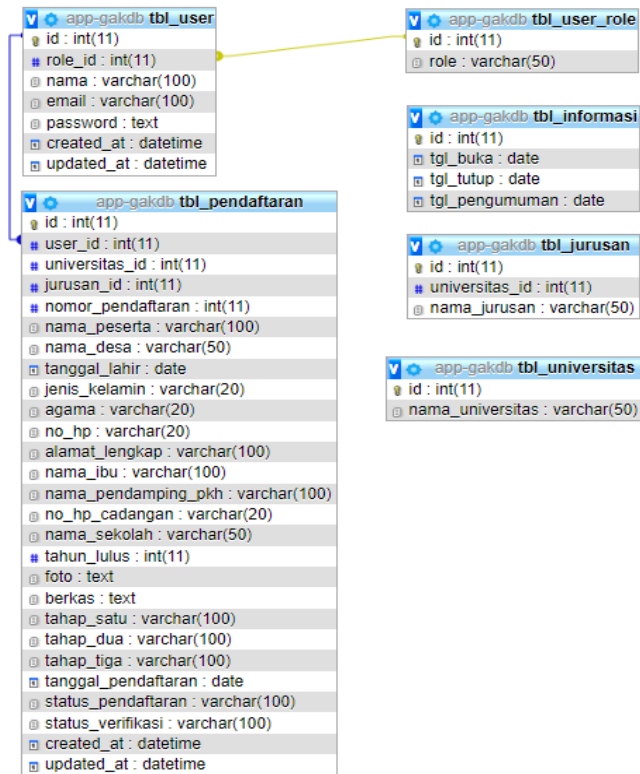 app-gakdb tbl_user
id : int(11)
# role_id : int(11)
nama : varchar(100)
email : varchar(100)
password : text
created_at : datetime
updated_at : datetime
app-gakdb tbl_user_role
id : int(11)
role : varchar(50)
app-gakdb tbl_informasi
id : int(11)
tgl_buka : date
tgl_tutup : date
tgl_pengumuman : date
app-gakdb tbl_pendaftaran
id : int(11)
# user_id : int(11)
# universitas_id : int(11)
# jurusan_id : int(11)
# nomor_pendaftaran : int(11)
nama_peserta : varchar(100)
nama_desa : varchar(50)
tanggal_lahir : date
jenis_kelamin : varchar(20)
agama : varchar(20)
no_hp : varchar(20)
alamat_lengkap : varchar(100)
nama_ibu : varchar(100)
nama_pendamping_pkh : varchar(100)
no_hp_cadangan : varchar(20)
nama_sekolah : varchar(50)
# tahun_lulus : int(11)
foto : text
berkas : text
tahap_satu : varchar(100)
tahap_dua : varchar(100)
tahap_tiga : varchar(100)
tanggal_pendaftaran : date
status_pendaftaran : varchar(100)
status_verifikasi : varchar(100)
created_at : datetime
updated_at : datetime
app-gakdb tbl_jurusan
id : int(11)
# universitas_id : int(11)
nama_jurusan : varchar(50)
app-gakdb tbl_universitas
id : int(11)
nama_universitas : varchar(50)